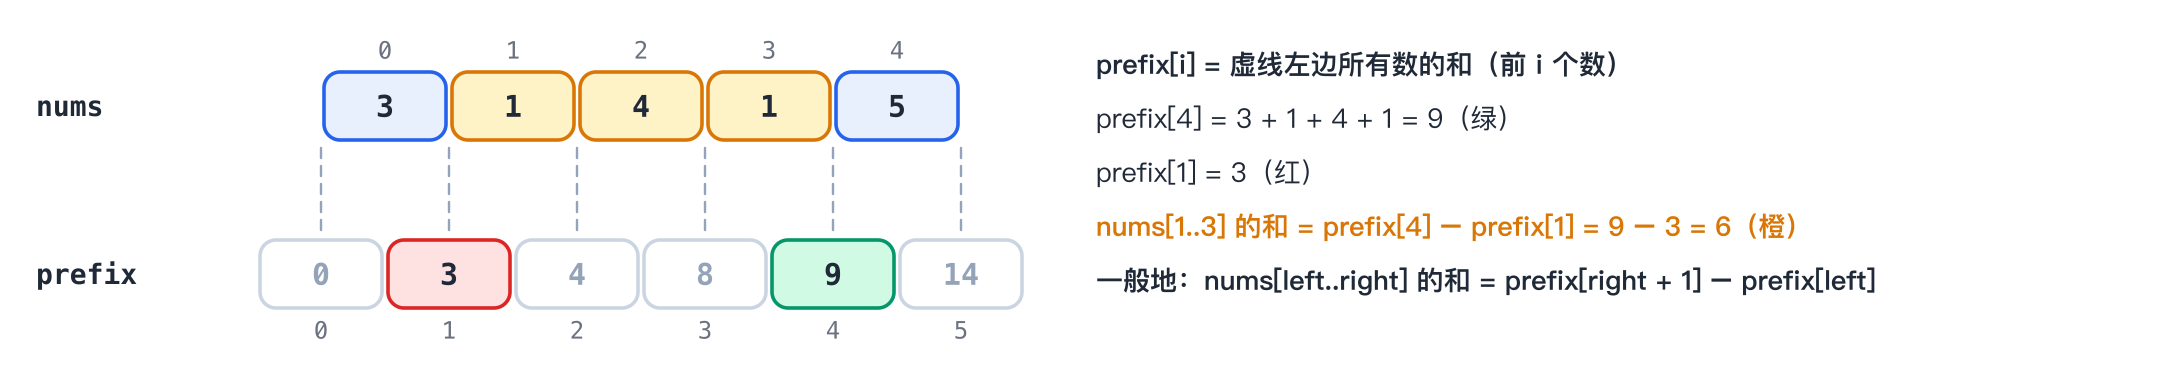 0 1 2 3 4
nums 3 1 4 1 5
prefix 0 3 4 8 9 14
0 1 2 3 4 5
prefix[i] = 虚线左边所有数的和（前 i 个数）
prefix[4] = 3 + 1 + 4 + 1 = 9（绿）
prefix[1] = 3（红）
nums[1..3] 的和 = prefix[4] − prefix[1] = 9 − 3 = 6（橙）
一般地：nums[left..right] 的和 = prefix[right + 1] − prefix[left]